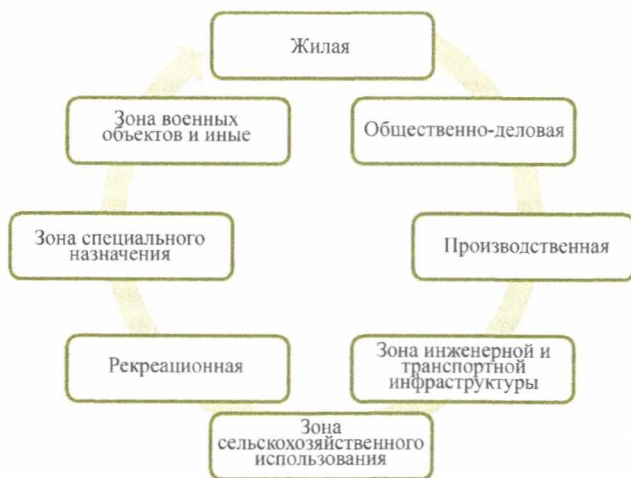 Жилая
Общественно-деловая
Производственная
Зона инженерной и
транспортной
инфраструктуры
Зона
сельскохозяйственного
использования
Рекреационная
Зона специального
назначения
Зона военных
объектов и иные